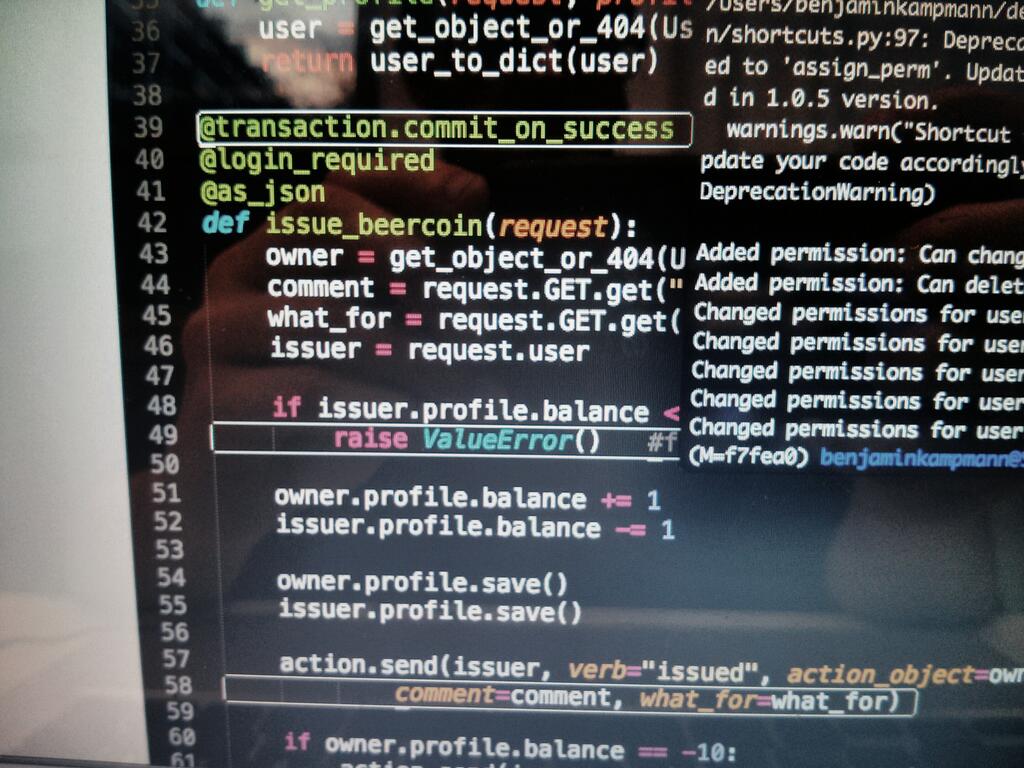 35 def get_profile(request, profil
36 user = get_object_or_404(Us
37 return user_to_dict(user)
38
39 @transaction.commit_on_success
40 @login_required
41 @as_json
42 def issue_beercoin(request):
43 owner = get_object_or_404(U
44 comment = request.GET.get("
45 what_for = request.GET.get(
46 issuer = request.user
47
48 if issuer.profile.balance <
49 raise ValueError() #f
50
51 owner.profile.balance += 1
52 issuer.profile.balance -= 1
53
54 owner.profile.save()
55 issuer.profile.save()
56
57 action.send(issuer, verb="issued", action_object=own
58 comment=comment, what_for=what_for)
59
60 if owner.profile.balance == -10:
61
/Users/benjaminkampmann/de
n/shortcuts.py:97: Depreca
ed to 'assign_perm'. Updat
d in 1.0.5 version.
warnings.warn("Shortcut
pdate your code accordingly
DeprecationWarning)
Added permission: Can chang
Added permission: Can delet
Changed permissions for use
Changed permissions for user
Changed permissions for user
Changed permissions for user
Changed permissions for user
(M=f7fea0) benjaminkampmann@